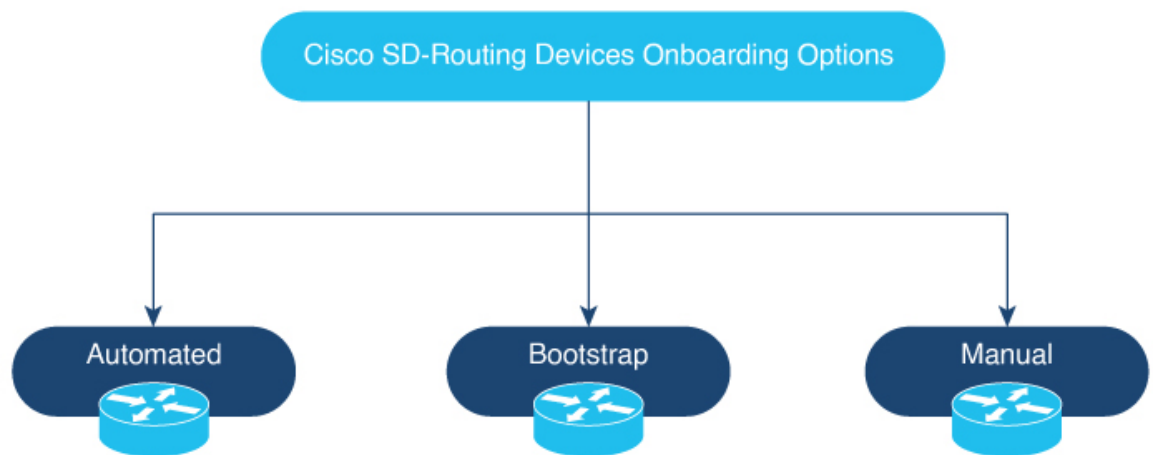 Cisco SD-Routing Devices Onboarding Options
Automated
Bootstrap
Manual